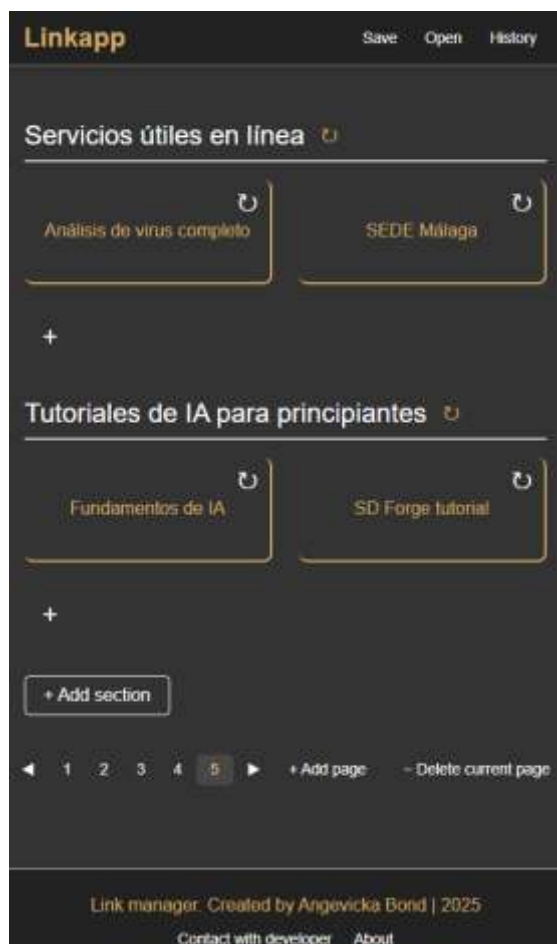 Linkapp Save Open History
Servicios útiles en línea ↻
↻ ↻
Análisis de virus completo SEDE Málaga
+
Tutoriales de IA para principiantes ↻
↻ ↻
Fundamentos de IA SD Forge tutorial
+
+ Add section
◄ 1 2 3 4 5 ► + Add page - Delete current page
Link manager. Created by Angevicka Bond | 2025
Contact with developer About